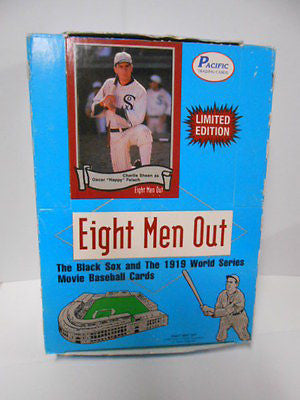 PACIFIC
TRADING CARDS
LIMITED
EDITION
Charlie Sheen as
Oscar "Happy" Felsch
Eight Men Out
Eight Men Out
The Black Sox and The 1919 World Series
Movie Baseball Cards